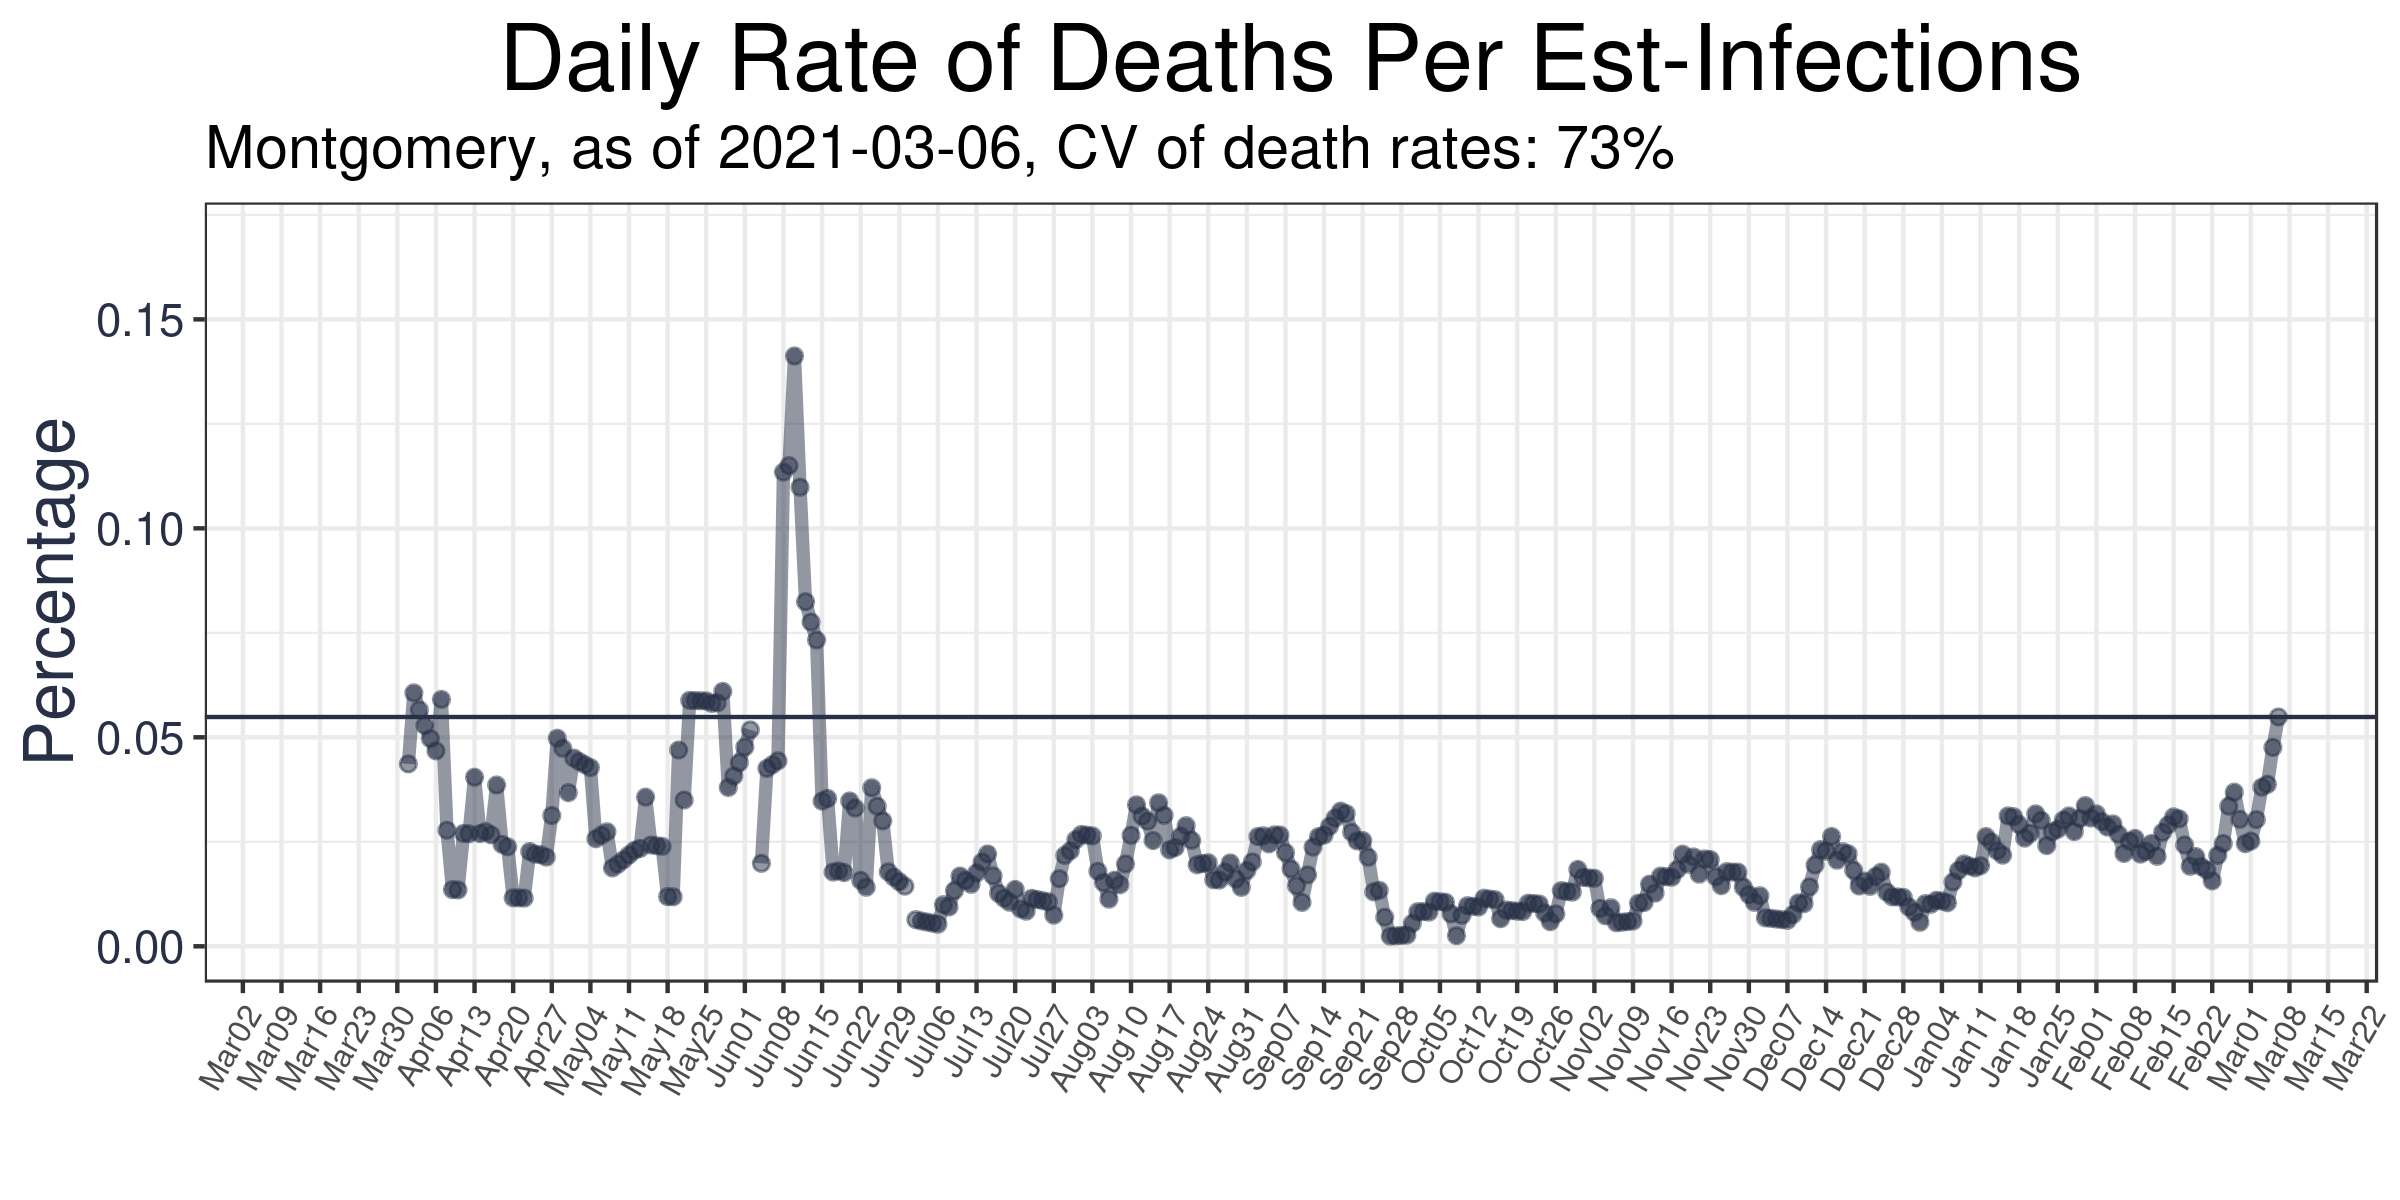 Daily Rate of Deaths Per Est-Infections
Montgomery, as of 2021-03-06, CV of death rates: 73%
Percentage
0.15
0.10
0.05
0.00
Mar02
Mar09
Mar16
Mar23
Mar30
Apr06
Apr13
Apr20
Apr27
May04
May11
May18
May25
Jun01
Jun08
Jun15
Jun22
Jun29
Jul06
Jul13
Jul20
Jul27
Aug03
Aug10
Aug17
Aug24
Aug31
Sep07
Sep14
Sep21
Sep28
Oct05
Oct12
Oct19
Oct26
Nov02
Nov09
Nov16
Nov23
Nov30
Dec07
Dec14
Dec21
Dec28
Jan04
Jan11
Jan18
Jan25
Feb01
Feb08
Feb15
Feb22
Mar01
Mar08
Mar15
Mar22